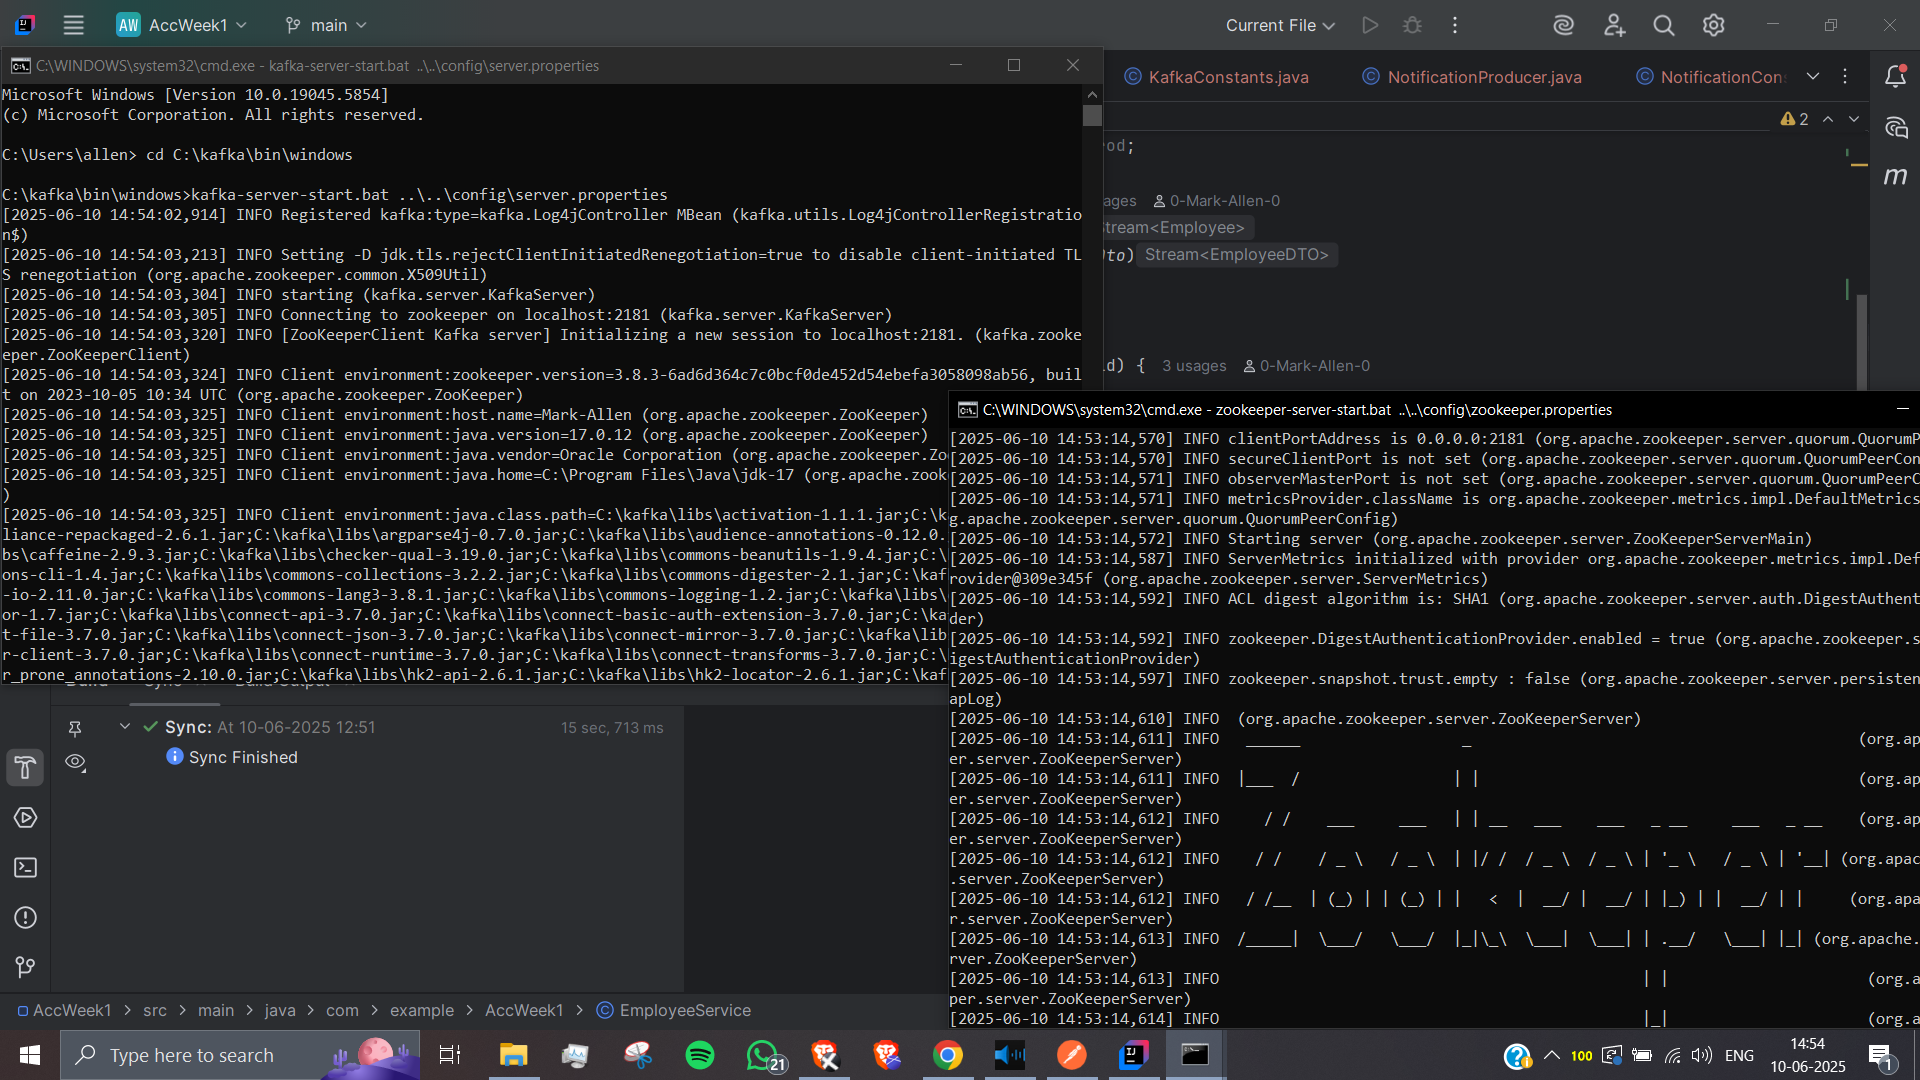 AW AccWeek1 main Current File
C:\WINDOWS\system32\cmd.exe - kafka-server-start.bat ..\..\config\server.properties
KafkaConstants.java NotificationProducer.java NotificationCon
Microsoft Windows [Version 10.0.19045.5854]
(c) Microsoft Corporation. All rights reserved.
2
od;
C:\Users\allen> cd C:\kafka\bin\windows
C:\kafka\bin\windows>kafka-server-start.bat ..\..\config\server.properties
[2025-06-10 14:54:02,914] INFO Registered kafka:type=kafka.Log4jController MBean (kafka.utils.Log4jControllerRegistratio
n$)
[2025-06-10 14:54:03,213] INFO Setting -D jdk.tls.rejectClientInitiatedRenegotiation=true to disable client-initiated TL
S renegotiation (org.apache.zookeeper.common.X509Util)
[2025-06-10 14:54:03,304] INFO starting (kafka.server.KafkaServer)
[2025-06-10 14:54:03,305] INFO Connecting to zookeeper on localhost:2181 (kafka.server.KafkaServer)
[2025-06-10 14:54:03,320] INFO [ZooKeeperClient Kafka server] Initializing a new session to localhost:2181. (kafka.zooke
eper.ZooKeeperClient)
[2025-06-10 14:54:03,324] INFO Client environment:zookeeper.version=3.8.3-6ad6d364c7c0bcf0de452d54ebefa3058098ab56, buil
t on 2023-10-05 10:34 UTC (org.apache.zookeeper.ZooKeeper)
[2025-06-10 14:54:03,325] INFO Client environment:host.name=Mark-Allen (org.apache.zookeeper.ZooKeeper)
[2025-06-10 14:54:03,325] INFO Client environment:java.version=17.0.12 (org.apache.zookeeper.ZooKeeper)
[2025-06-10 14:54:03,325] INFO Client environment:java.vendor=Oracle Corporation (org.apache.zookeeper.Zo
[2025-06-10 14:54:03,325] INFO Client environment:java.home=C:\Program Files\Java\jdk-17 (org.apache.zook
)
[2025-06-10 14:54:03,325] INFO Client environment:java.class.path=C:\kafka\libs\activation-1.1.1.jar;C:\k
liance-repackaged-2.6.1.jar;C:\kafka\libs\argparse4j-0.7.0.jar;C:\kafka\libs\audience-annotations-0.12.0.
bs\caffeine-2.9.3.jar;C:\kafka\libs\checker-qual-3.19.0.jar;C:\kafka\libs\commons-beanutils-1.9.4.jar;C:\
ons-cli-1.4.jar;C:\kafka\libs\commons-collections-3.2.2.jar;C:\kafka\libs\commons-digester-2.1.jar;C:\kaf
-io-2.11.0.jar;C:\kafka\libs\commons-lang3-3.8.1.jar;C:\kafka\libs\commons-logging-1.2.jar;C:\kafka\libs\
or-1.7.jar;C:\kafka\libs\connect-api-3.7.0.jar;C:\kafka\libs\connect-basic-auth-extension-3.7.0.jar;C:\ka
t-file-3.7.0.jar;C:\kafka\libs\connect-json-3.7.0.jar;C:\kafka\libs\connect-mirror-3.7.0.jar;C:\kafka\lib
r-client-3.7.0.jar;C:\kafka\libs\connect-runtime-3.7.0.jar;C:\kafka\libs\connect-transforms-3.7.0.jar;C:\
r_prone_annotations-2.10.0.jar;C:\kafka\libs\hk2-api-2.6.1.jar;C:\kafka\libs\hk2-locator-2.6.1.jar;C:\kaf
ages 0-Mark-Allen-0
Stream<Employee>
to) Stream<EmployeeDTO>
d) { 3 usages 0-Mark-Allen-0
C:\WINDOWS\system32\cmd.exe - zookeeper-server-start.bat ..\..\config\zookeeper.properties
[2025-06-10 14:53:14,570] INFO clientPortAddress is 0.0.0.0:2181 (org.apache.zookeeper.server.quorum.QuorumP
[2025-06-10 14:53:14,570] INFO secureClientPort is not set (org.apache.zookeeper.server.quorum.QuorumPeerCon
[2025-06-10 14:53:14,571] INFO observerMasterPort is not set (org.apache.zookeeper.server.quorum.QuorumPeerC
[2025-06-10 14:53:14,571] INFO metricsProvider.className is org.apache.zookeeper.metrics.impl.DefaultMetrics
g.apache.zookeeper.server.quorum.QuorumPeerConfig)
[2025-06-10 14:53:14,572] INFO Starting server (org.apache.zookeeper.server.ZooKeeperServerMain)
[2025-06-10 14:53:14,587] INFO ServerMetrics initialized with provider org.apache.zookeeper.metrics.impl.Def
rovider@309e345f (org.apache.zookeeper.server.ServerMetrics)
[2025-06-10 14:53:14,592] INFO ACL digest algorithm is: SHA1 (org.apache.zookeeper.server.auth.DigestAuthent
der)
[2025-06-10 14:53:14,592] INFO zookeeper.DigestAuthenticationProvider.enabled = true (org.apache.zookeeper.s
igestAuthenticationProvider)
[2025-06-10 14:53:14,597] INFO zookeeper.snapshot.trust.empty : false (org.apache.zookeeper.server.persisten
apLog)
[2025-06-10 14:53:14,610] INFO  (org.apache.zookeeper.server.ZooKeeperServer)
[2025-06-10 14:53:14,611] INFO   ______                  _                                          (org.ap
er.server.ZooKeeperServer)
[2025-06-10 14:53:14,611] INFO  |___  /                 | |                                         (org.ap
er.server.ZooKeeperServer)
[2025-06-10 14:53:14,612] INFO     / /    ___     ___   | | __   ___    ___   _ __     ___   _ __    (org.ap
er.server.ZooKeeperServer)
[2025-06-10 14:53:14,612] INFO    / /    / _ \   / _ \  | |/ /  / _ \  / _ \ | '_ \   / _ \ | '__| (org.apac
.server.ZooKeeperServer)
[2025-06-10 14:53:14,612] INFO   / /__  | (_) | | (_) | |   <  |  __/ |  __/ | |_) | |  __/ | |     (org.apa
r.server.ZooKeeperServer)
[2025-06-10 14:53:14,613] INFO  /_____|  \___/   \___/  |_|\_\  \___|  \___| | .__/   \___| |_| (org.apache.
rver.ZooKeeperServer)
[2025-06-10 14:53:14,613] INFO                                               | |                      (org.a
per.server.ZooKeeperServer)
[2025-06-10 14:53:14,614] INFO                                               |_|                      (org.a
Sync: At 10-06-2025 12:51 15 sec, 713 ms
Sync Finished
AccWeek1 > src > main > java > com > example > AccWeek1 > EmployeeService
Type here to search
21
100
ENG
14:54
10-06-2025
1